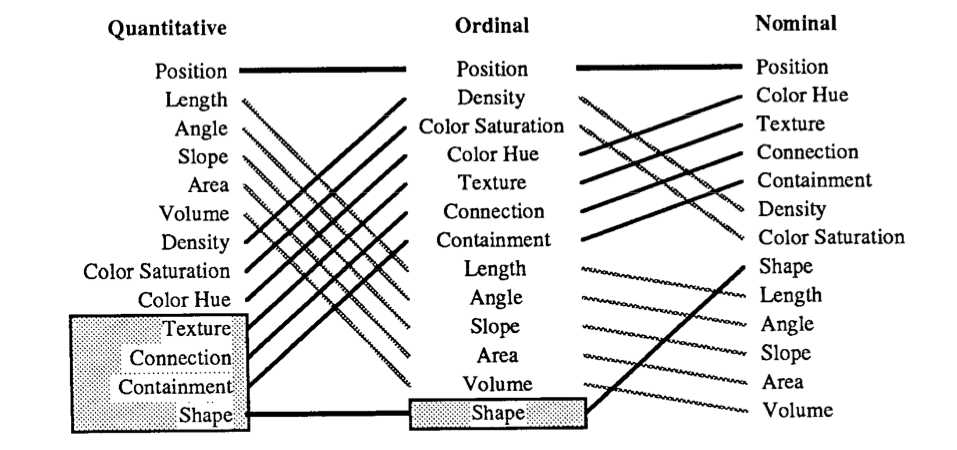 Quantitative Ordinal Nominal
Position Position Position
Length Density Color Hue
Angle Color Saturation Texture
Slope Color Hue Connection
Area Texture Containment
Volume Connection Density
Density Containment Color Saturation
Color Saturation Length Shape
Color Hue Angle Length
Texture Slope Angle
Connection Area Slope
Containment Volume Area
Shape Shape Volume